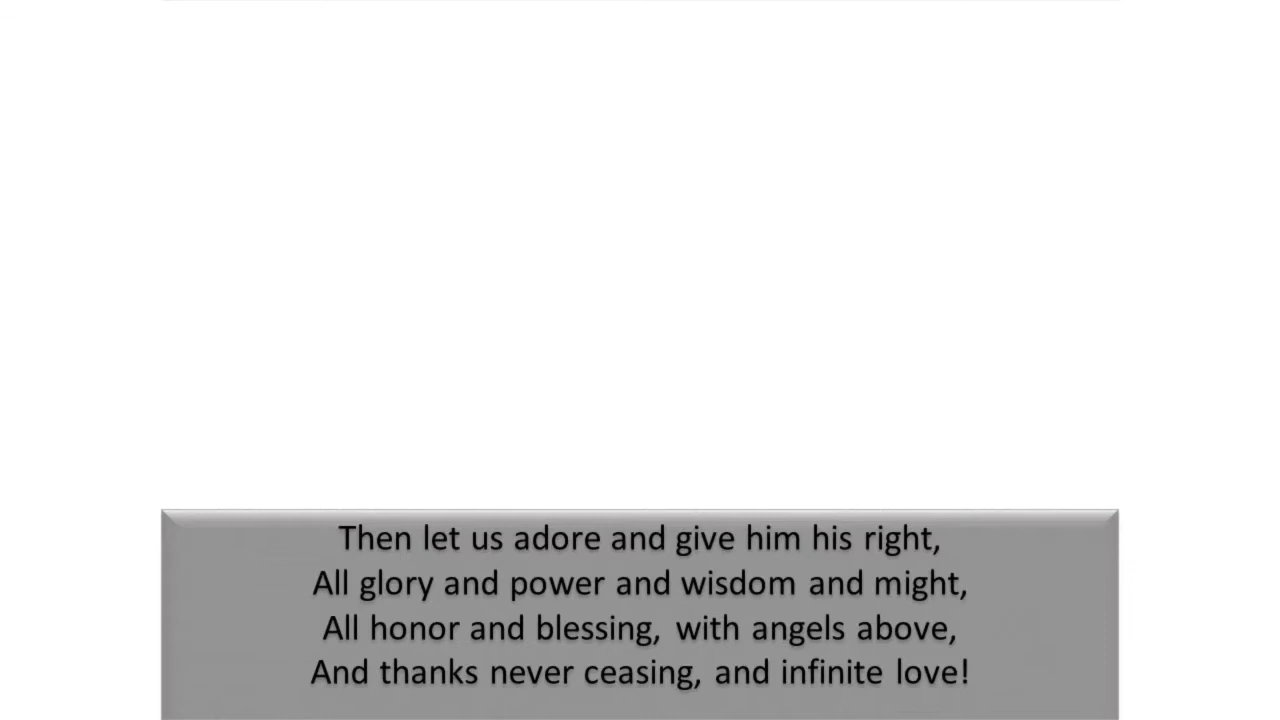 Then let us adore and give him his right,
All glory and power and wisdom and might,
All honor and blessing, with angels above,
And thanks never ceasing, and infinite love!